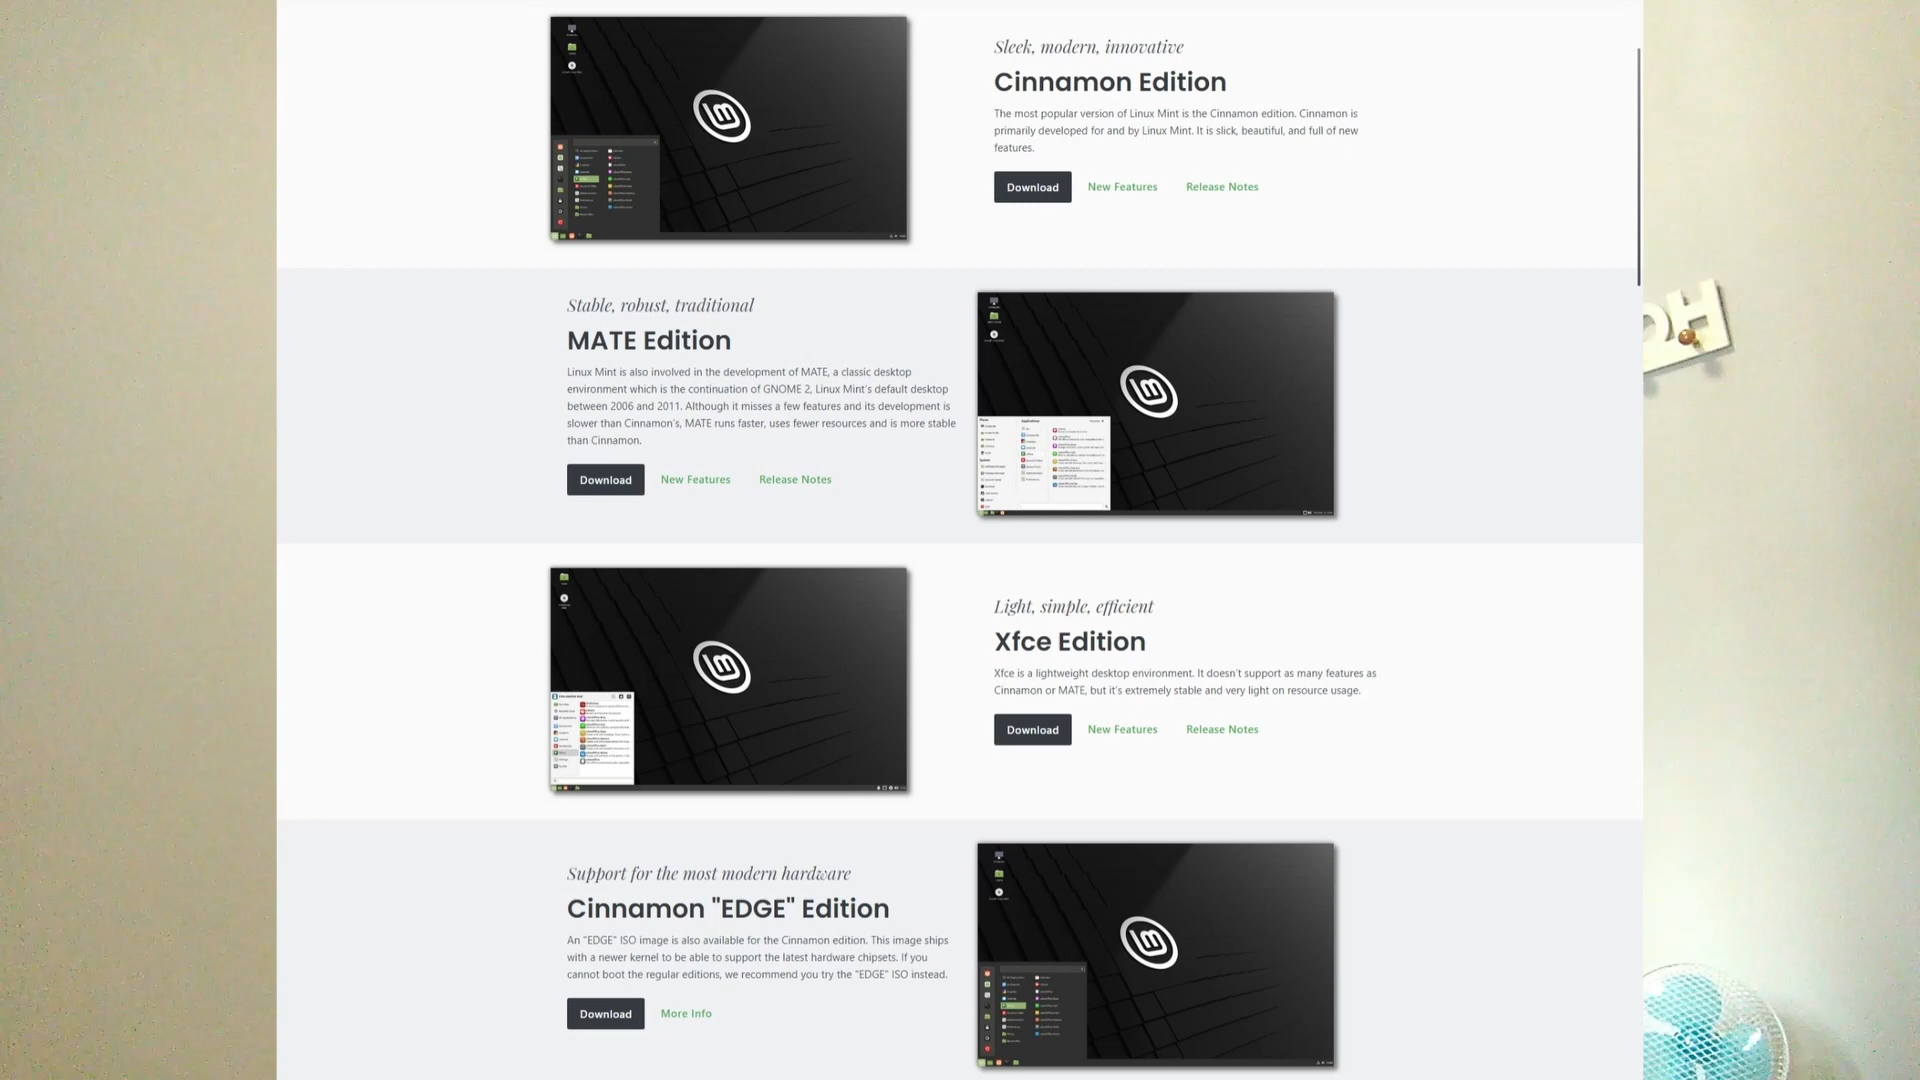 Sleek, modern, innovative
Cinnamon Edition
The most popular version of Linux Mint is the Cinnamon edition. Cinnamon is
primarily developed for and by Linux Mint. It is slick, beautiful, and full of new
features.
Download New Features Release Notes
Stable, robust, traditional
MATE Edition
Linux Mint is also involved in the development of MATE, a classic desktop
environment which is the continuation of GNOME 2, Linux Mint's default desktop
between 2006 and 2011. Although it misses a few features and its development is
slower than Cinnamon's, MATE runs faster, uses fewer resources and is more stable
than Cinnamon.
Download New Features Release Notes
Light, simple, efficient
Xfce Edition
Xfce is a lightweight desktop environment. It doesn't support as many features as
Cinnamon or MATE, but it's extremely stable and very light on resource usage.
Download New Features Release Notes
Support for the most modern hardware
Cinnamon "EDGE" Edition
An "EDGE" ISO image is also available for the Cinnamon edition. This image ships
with a newer kernel to be able to support the latest hardware chipsets. If you
cannot boot the regular editions, we recommend you try the "EDGE" ISO instead.
Download More Info